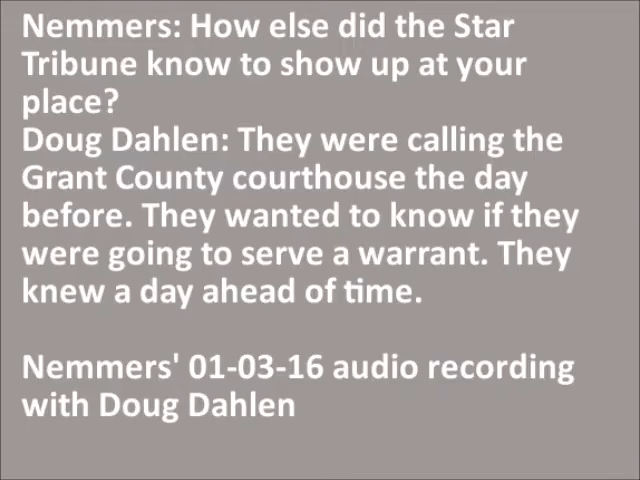 Nemmers: How else did the Star
Tribune know to show up at your
place?
Doug Dahlen: They were calling the
Grant County courthouse the day
before. They wanted to know if they
were going to serve a warrant. They
knew a day ahead of time.
Nemmers' 01-03-16 audio recording
with Doug Dahlen